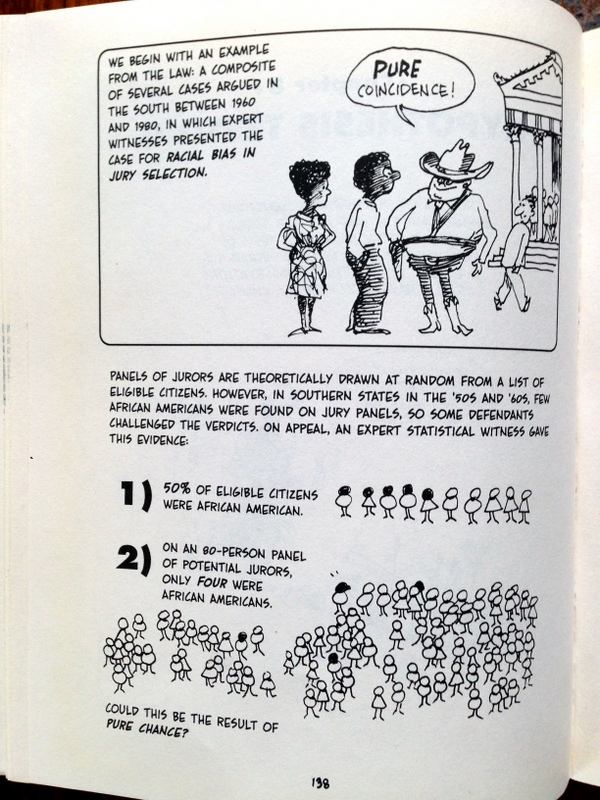 WE BEGIN WITH AN EXAMPLE
FROM THE LAW: A COMPOSITE
OF SEVERAL CASES ARGUED IN
THE SOUTH BETWEEN 1960
AND 1980, IN WHICH EXPERT
WITNESSES PRESENTED THE
CASE FOR RACIAL BIAS IN
JURY SELECTION.
PURE
COINCIDENCE!
PANELS OF JURORS ARE THEORETICALLY DRAWN AT RANDOM FROM A LIST OF
ELIGIBLE CITIZENS. HOWEVER, IN SOUTHERN STATES IN THE '50S AND '60S, FEW
AFRICAN AMERICANS WERE FOUND ON JURY PANELS, SO SOME DEFENDANTS
CHALLENGED THE VERDICTS. ON APPEAL, AN EXPERT STATISTICAL WITNESS GAVE
THIS EVIDENCE:
1) 50% OF ELIGIBLE CITIZENS
WERE AFRICAN AMERICAN.
2) ON AN 80-PERSON PANEL
OF POTENTIAL JURORS,
ONLY FOUR WERE
AFRICAN AMERICANS.
COULD THIS BE THE RESULT OF
PURE CHANCE?
138